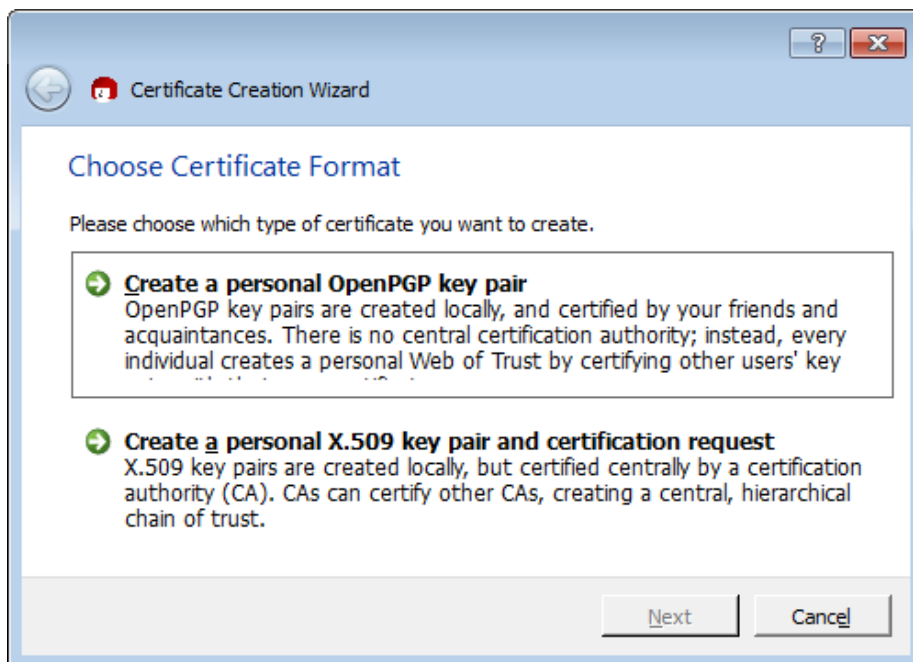 Certificate Creation Wizard
Choose Certificate Format
Please choose which type of certificate you want to create.
Create a personal OpenPGP key pair
OpenPGP key pairs are created locally, and certified by your friends and
acquaintances. There is no central certification authority; instead, every
individual creates a personal Web of Trust by certifying other users' key
Create a personal X.509 key pair and certification request
X.509 key pairs are created locally, but certified centrally by a certification
authority (CA). CAs can certify other CAs, creating a central, hierarchical
chain of trust.
Next
Cancel